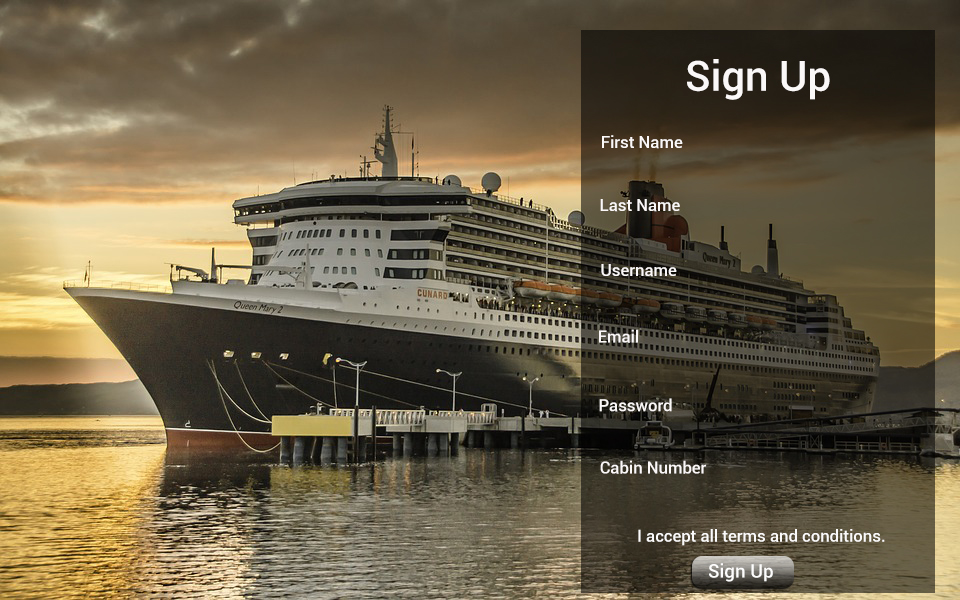 Sign Up
First Name
Last Name
Queen Mary 2
Username
CUNARD
Queen Mary 2
Email
Password
Cabin Number
I accept all terms and conditions.
Sign Up